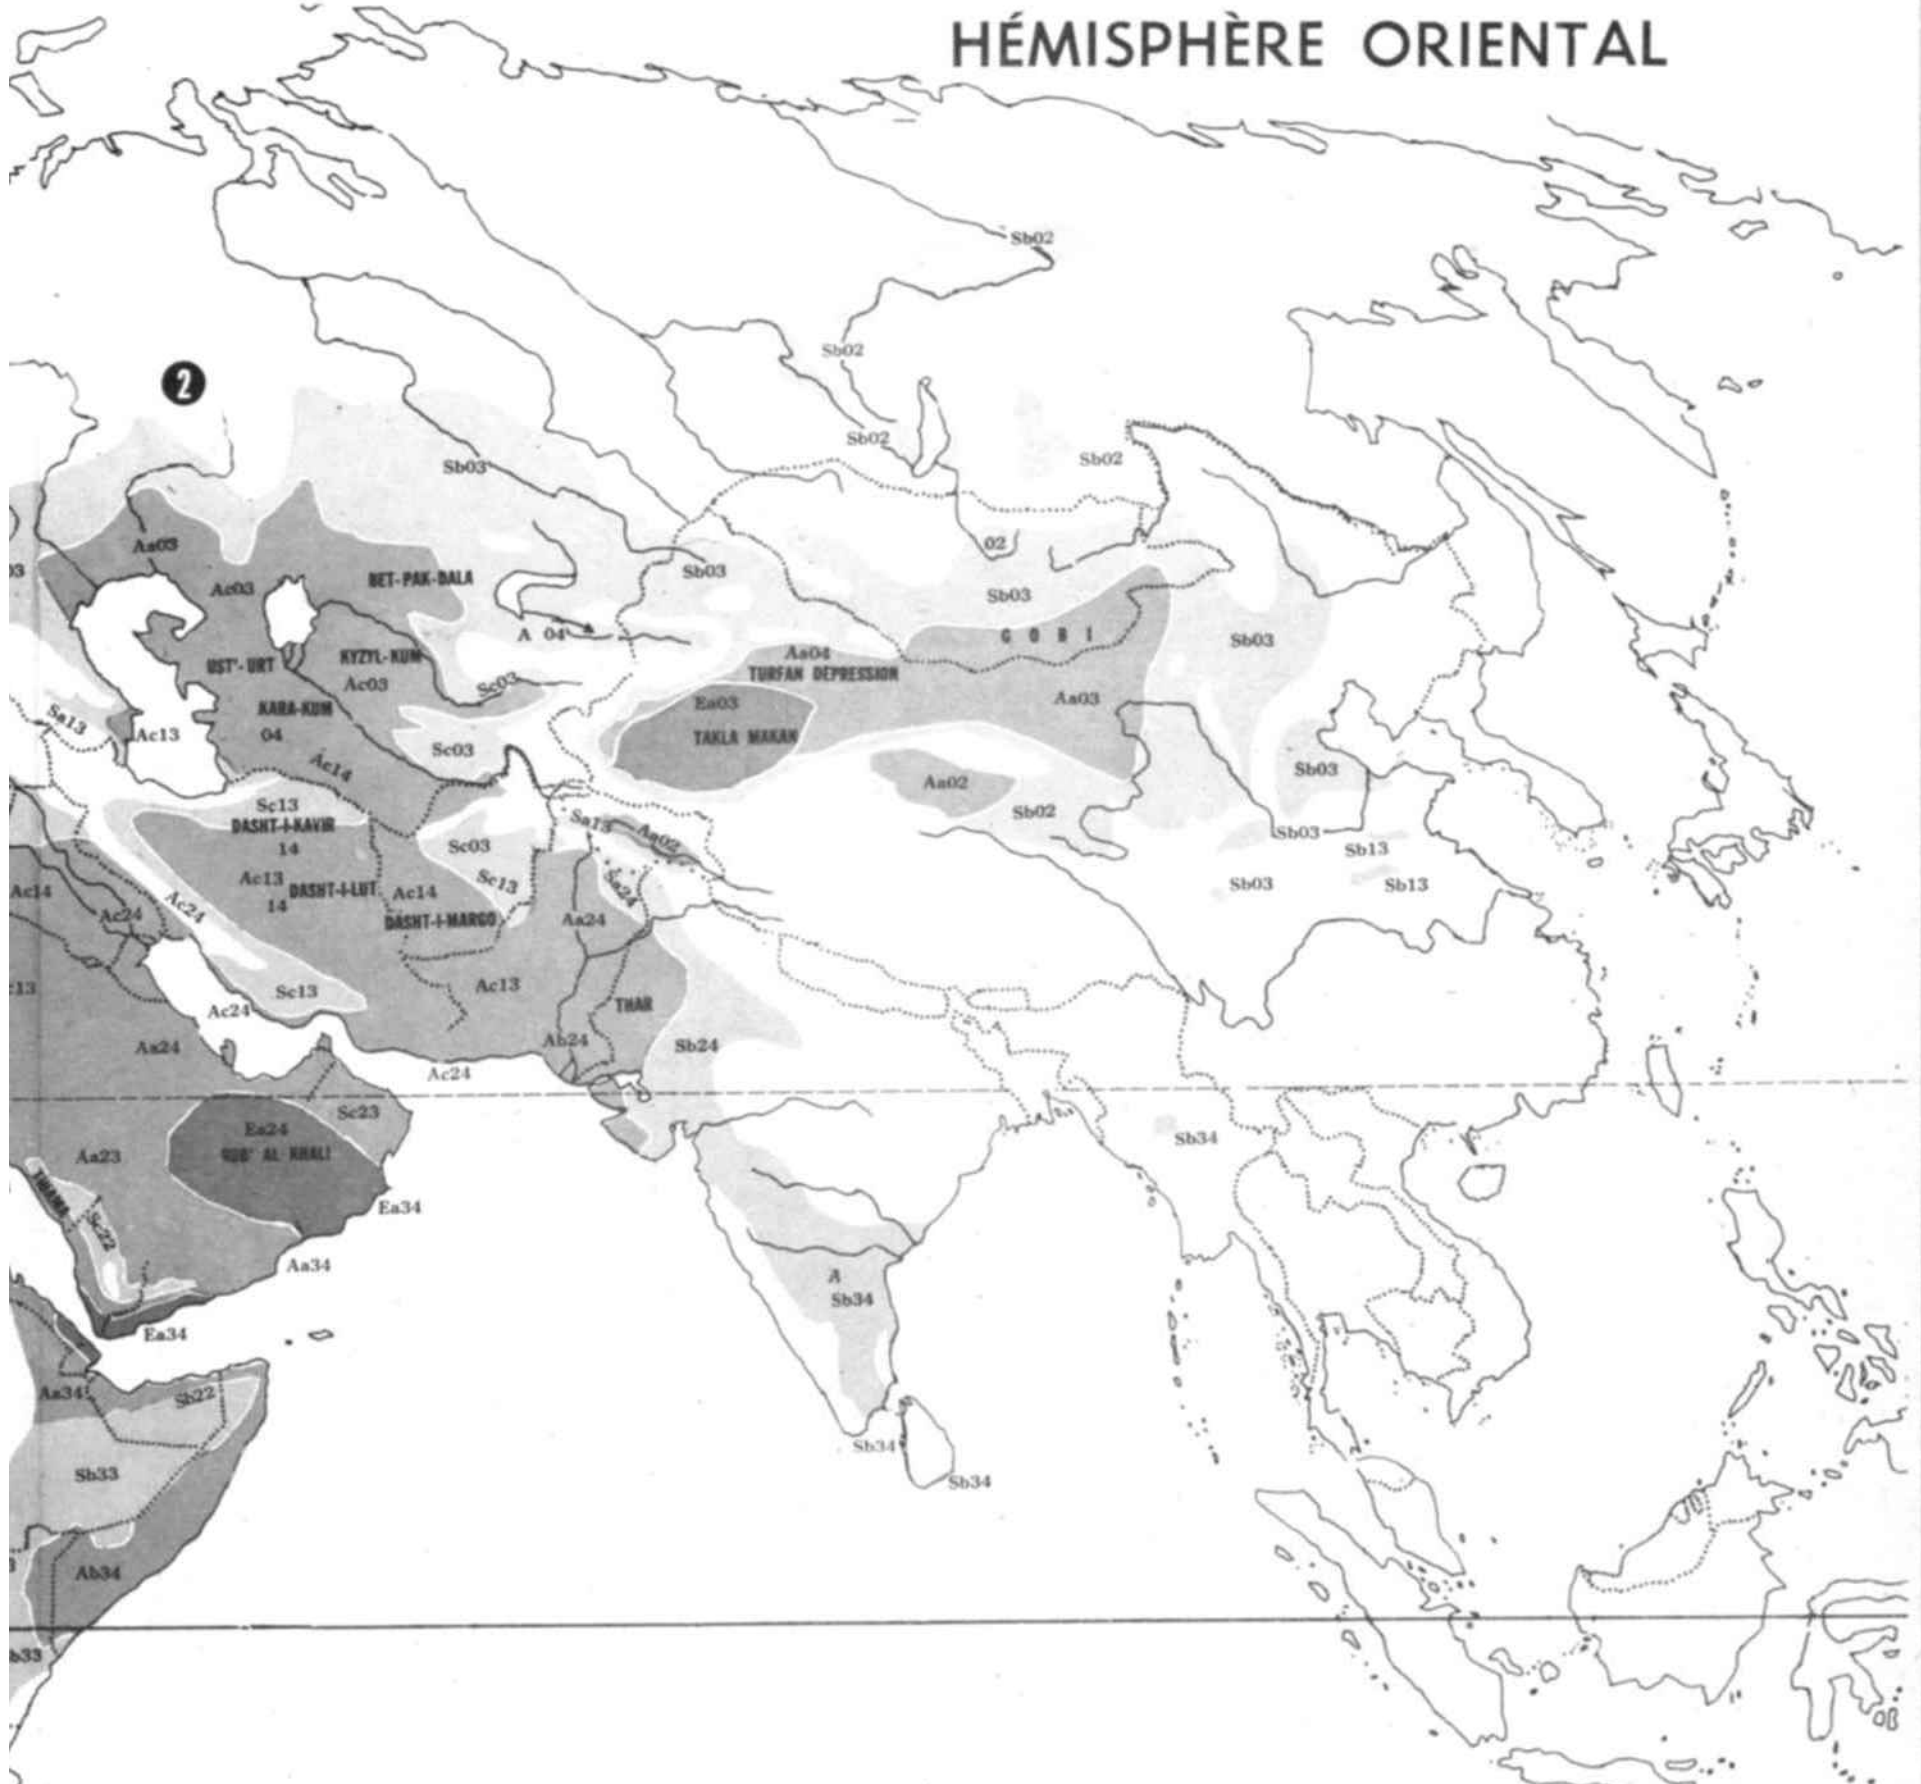 HÉMISPHÈRE ORIENTAL
Sb02
Sb02
2
Sb02
Sb02
Sb03
02
Aa03
03
BET-PAK-DALA
Sb03
Ac03
Sb03
A 04
G O B I
Sb03
Aa04
UST'-URT
KYZYL-KUM
TURFAN DEPRESSION
Ac03
Sc03
Ea03
Aa03
KARA-KUM
Sa13
Ac13
04
TAKLA MAKAN
Sc03
Ac14
Sb03
Aa02
Sc13
Sb02
DASHT-I-KAVIR
Sa13
Aa02
Sb03
14
Sc03
Sb13
Ac13
Sc13
Sb03
Sb13
Ac14
DASHT-I-LUT
Ac14
Sa24
14
Ac24
Ac24
DASHT-I-MARGO
Aa24
c13
Sc13
Ac13
THAR
Ac24
Aa24
Ab24
Sb24
Ac24
Sc23
Ea24
Sb34
RUB' AL KHALI
Aa23
TIHAMA
Sc22
Ea34
Aa34
A
Sb34
Ea34
Aa34
Sb22
Sb34
Sb33
Sb34
Ab34
b33